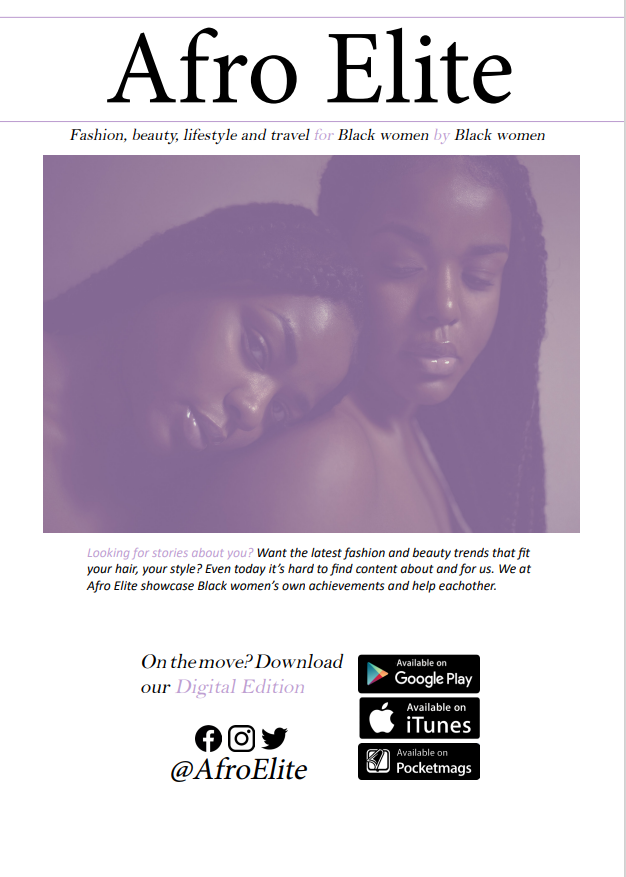 Afro Elite
Fashion, beauty, lifestyle and travel for Black women by Black women
Looking for stories about you? Want the latest fashion and beauty trends that fit
your hair, your style? Even today it's hard to find content about and for us. We at
Afro Elite showcase Black women's own achievements and help eachother.
On the move? Download
our Digital Edition
@AfroElite
Available on
Google Play
Available on
iTunes
Available on
Pocketmags